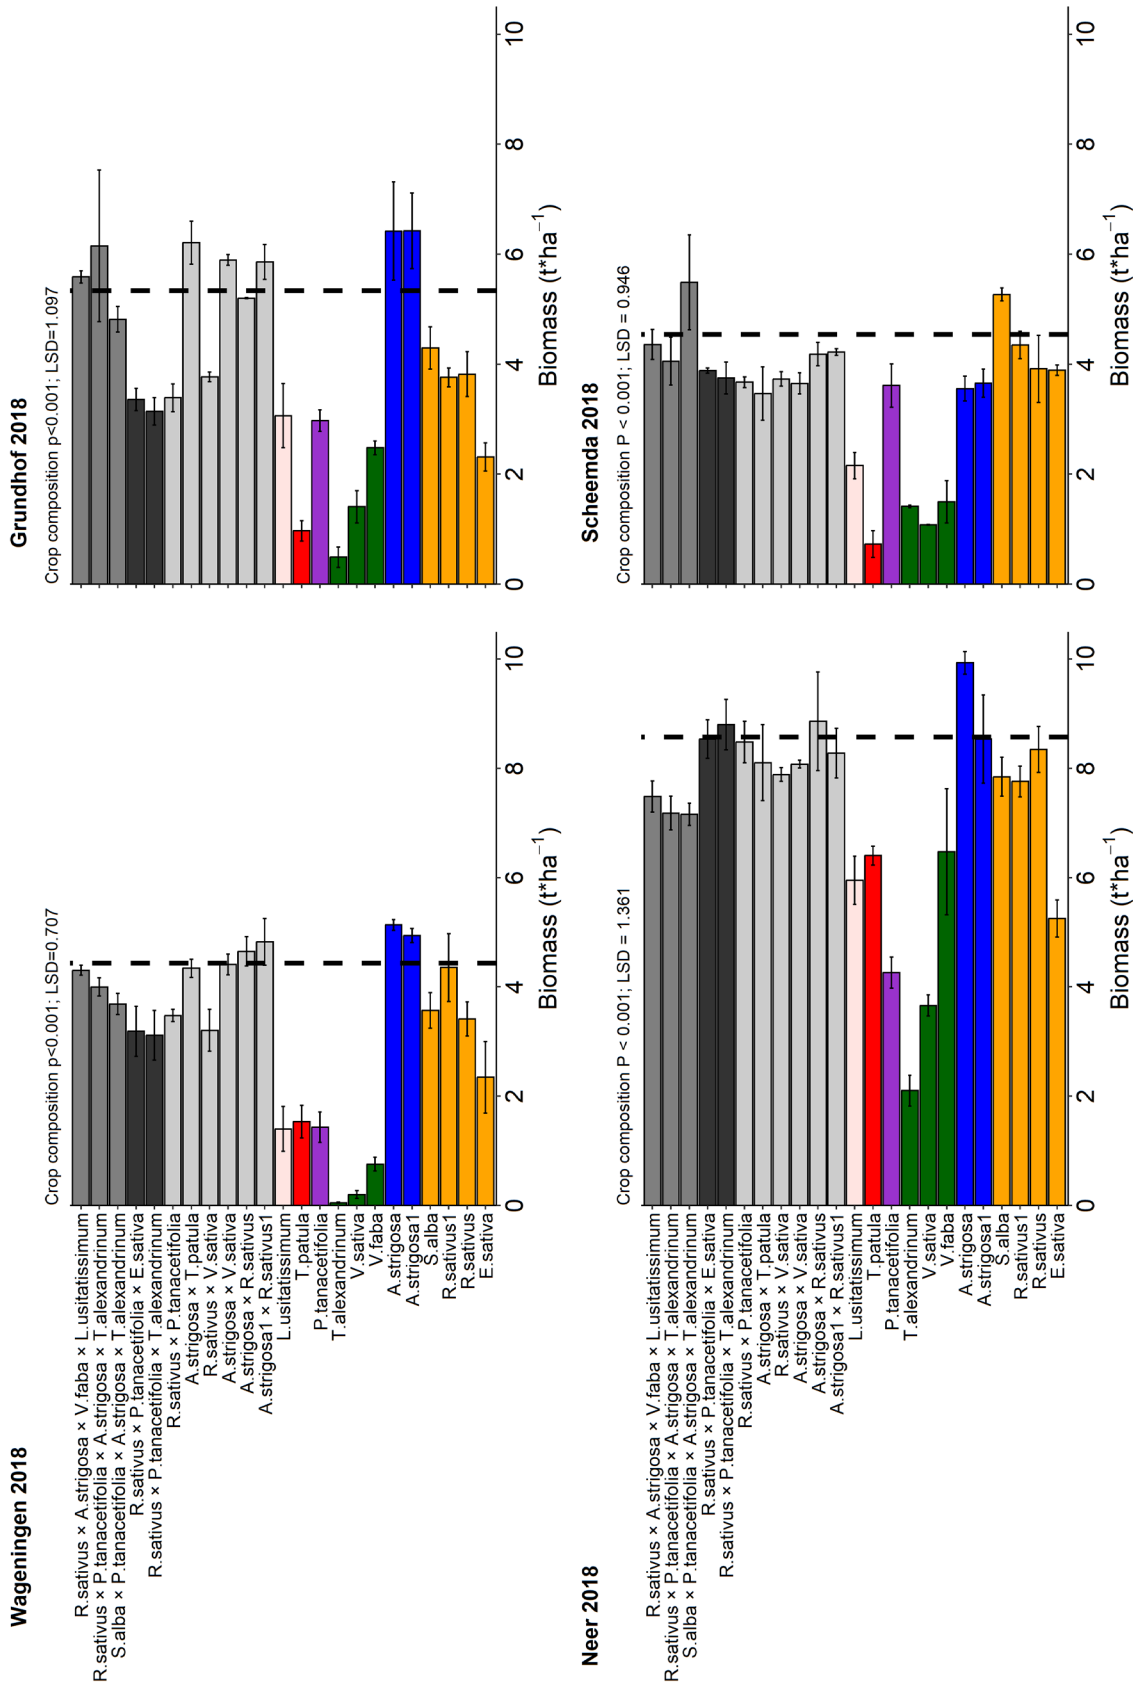 Wageningen 2018
Crop composition p<0.001; LSD=0.707
R.sativus × A.strigosa × V.faba × L.usitatissimum
R.sativus × P.tanacetifolia × A.strigosa × T.alexandrinum
S.alba × P.tanacetifolia × A.strigosa × T.alexandrinum
R.sativus × P.tanacetifolia × E.sativa
R.sativus × P.tanacetifolia × T.alexandrinum
R.sativus × P.tanacetifolia
A.strigosa × T.patula
R.sativus × V.sativa
A.strigosa × V.sativa
A.strigosa × R.sativus
A.strigosa1 × R.sativus1
L.usitatissimum
T.patula
P.tanacetifolia
T.alexandrinum
V.sativa
V.faba
A.strigosa
A.strigosa1
S.alba
R.sativus1
R.sativus
E.sativa
0 2 4 6 8 10
Biomass (t*ha⁻¹)
Grundhof 2018
Crop composition p<0.001; LSD=1.097
0 2 4 6 8 10
Biomass (t*ha⁻¹)
Neer 2018
Crop composition P < 0.001; LSD = 1.361
R.sativus × A.strigosa × V.faba × L.usitatissimum
R.sativus × P.tanacetifolia × A.strigosa × T.alexandrinum
S.alba × P.tanacetifolia × A.strigosa × T.alexandrinum
R.sativus × P.tanacetifolia × E.sativa
R.sativus × P.tanacetifolia × T.alexandrinum
R.sativus × P.tanacetifolia
A.strigosa × T.patula
R.sativus × V.sativa
A.strigosa × V.sativa
A.strigosa × R.sativus
A.strigosa1 × R.sativus1
L.usitatissimum
T.patula
P.tanacetifolia
T.alexandrinum
V.sativa
V.faba
A.strigosa
A.strigosa1
S.alba
R.sativus1
R.sativus
E.sativa
0 2 4 6 8 10
Biomass (t*ha⁻¹)
Scheemda 2018
Crop composition P < 0.001; LSD = 0.946
0 2 4 6 8 10
Biomass (t*ha⁻¹)